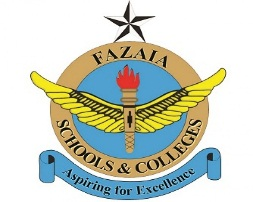 FAZAIA
SCHOOLS & COLLEGES
Aspiring for Excellence